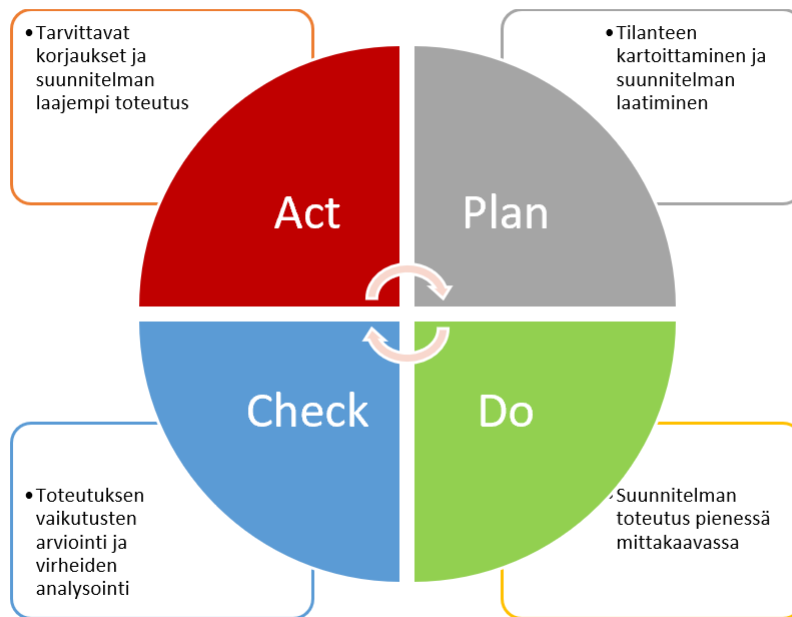 •Tarvittavat
korjaukset ja
suunnitelman
laajempi toteutus
•Tilanteen
kartoittaminen ja
suunnitelman
laatiminen
Act
Plan
Check
Do
•Toteutuksen
vaikutusten
arviointi ja
virheiden
analysointi
•Suunnitelman
toteutus pienessä
mittakaavassa